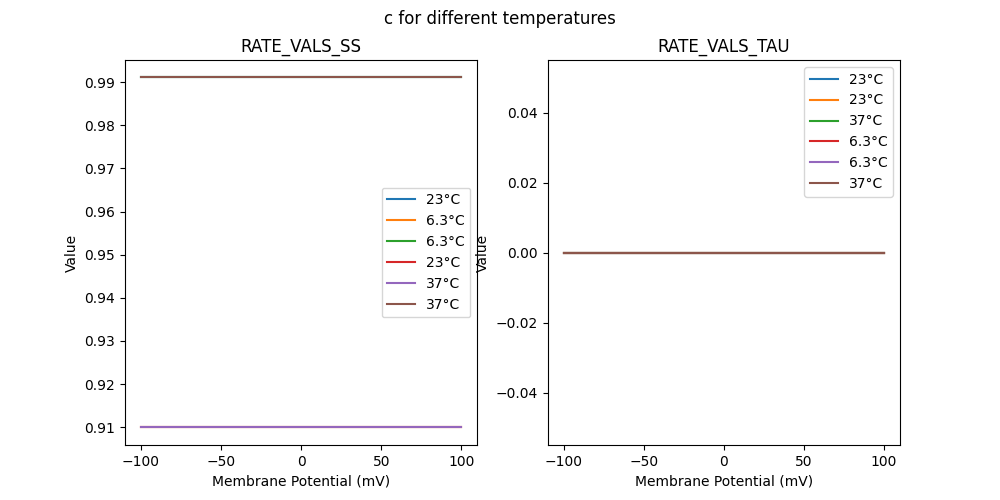 c for different temperatures
RATE_VALS_SS
0.99
0.98
0.97
0.96
0.95
0.94
0.93
0.92
0.91
Value
23°C
6.3°C
6.3°C
23°C
37°C
37°C
−100
−50
0
50
100
Membrane Potential (mV)
RATE_VALS_TAU
0.04
0.02
0.00
−0.02
−0.04
Value
23°C
23°C
37°C
6.3°C
6.3°C
37°C
−100
−50
0
50
100
Membrane Potential (mV)